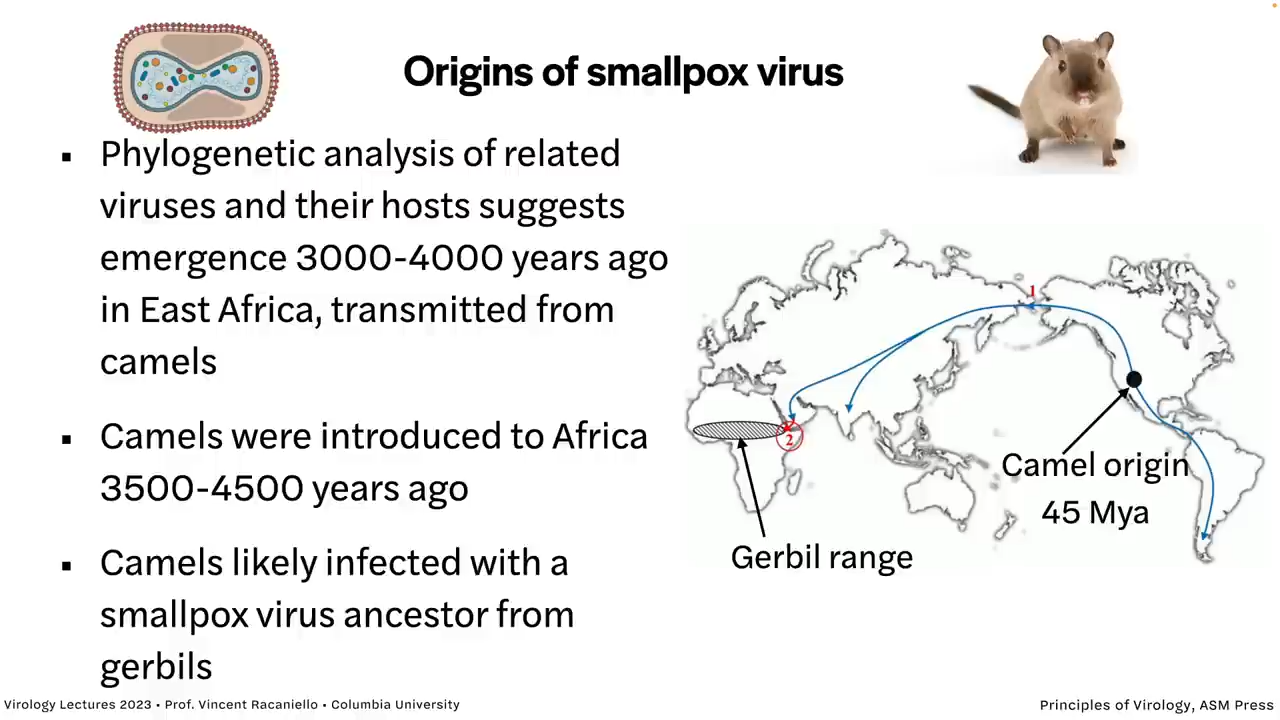 Origins of smallpox virus
▪ Phylogenetic analysis of related
viruses and their hosts suggests
emergence 3000-4000 years ago
in East Africa, transmitted from
camels
▪ Camels were introduced to Africa
3500-4500 years ago
▪ Camels likely infected with a
smallpox virus ancestor from
gerbils
1
2
Camel origin
45 Mya
Gerbil range
Virology Lectures 2023 • Prof. Vincent Racaniello • Columbia University
Principles of Virology, ASM Press